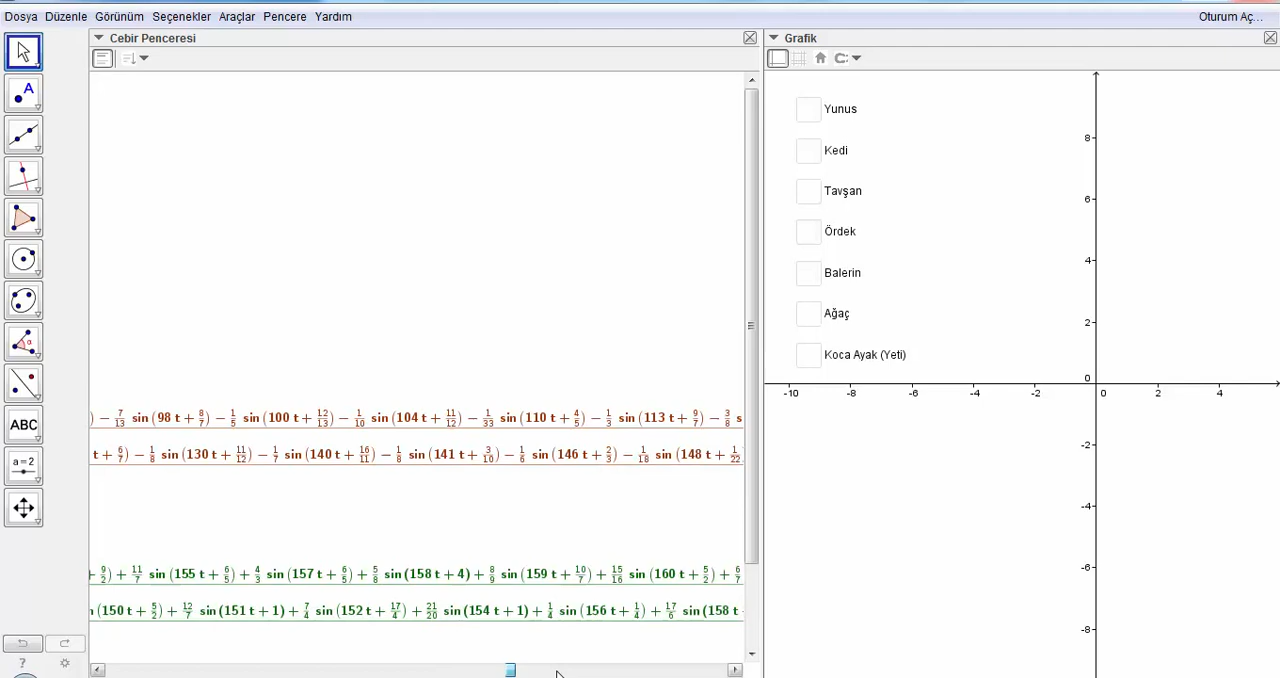 Dosya Düzenle Görünüm Seçenekler Araçlar Pencere Yardım Oturum Aç...
Cebir Penceresi
Grafik
A
ABC
a=2
α
?
Yunus
Kedi
Tavşan
Ördek
Balerin
Ağaç
Koca Ayak (Yeti)
) − 7/13 sin(98 t + 8/7) − 1/5 sin(100 t + 12/13) − 1/10 sin(104 t + 11/12) − 1/33 sin(110 t + 4/5) − 1/3 sin(113 t + 9/7) − 3/8 s
t + 6/7) − 1/8 sin(130 t + 11/12) − 1/7 sin(140 t + 16/11) − 1/8 sin(141 t + 3/10) − 1/6 sin(146 t + 2/3) − 1/18 sin(148 t + 1/22
+ 9/2) + 11/7 sin(155 t + 6/5) + 4/3 sin(157 t + 6/5) + 5/8 sin(158 t + 4) + 8/9 sin(159 t + 10/7) + 15/16 sin(160 t + 5/2) + 6/7
n(150 t + 5/2) + 12/7 sin(151 t + 1) + 7/4 sin(152 t + 17/4) + 21/20 sin(154 t + 1) + 1/4 sin(156 t + 1/4) + 17/6 sin(158 t
8
6
4
2
0
-10 -8 -6 -4 -2 0 2 4
-2
-4
-6
-8